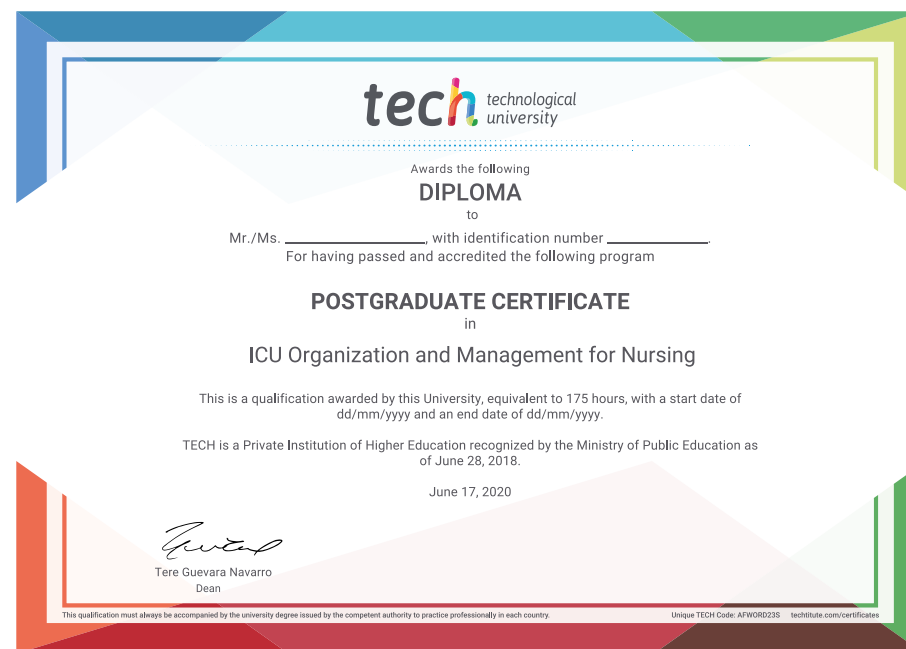 tech technological
university
Awards the following
DIPLOMA
to
Mr./Ms. ____________, with identification number ____________.
For having passed and accredited the following program
POSTGRADUATE CERTIFICATE
in
ICU Organization and Management for Nursing
This is a qualification awarded by this University, equivalent to 175 hours, with a start date of
dd/mm/yyyy and an end date of dd/mm/yyyy.
TECH is a Private Institution of Higher Education recognized by the Ministry of Public Education as
of June 28, 2018.
June 17, 2020
Tere Guevara Navarro
Dean
This qualification must always be accompanied by the university degree issued by the competent authority to practice professionally in each country. Unique TECH Code: AFWORD23S techtitute.com/certificates